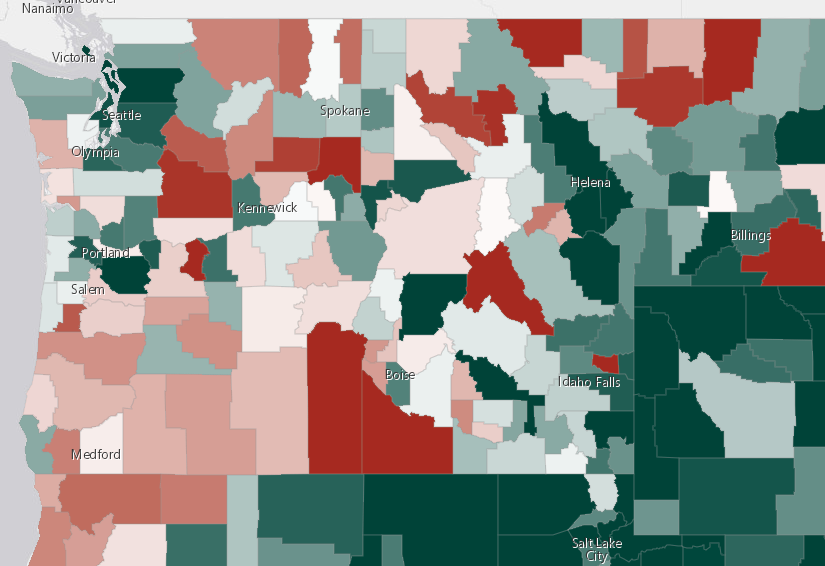 Vancouver
Nanaimo
Victoria
Seattle
Spokane
Olympia
Helena
Kennewick
Billings
Portland
Salem
Boise
Idaho Falls
Medford
Salt Lake
City